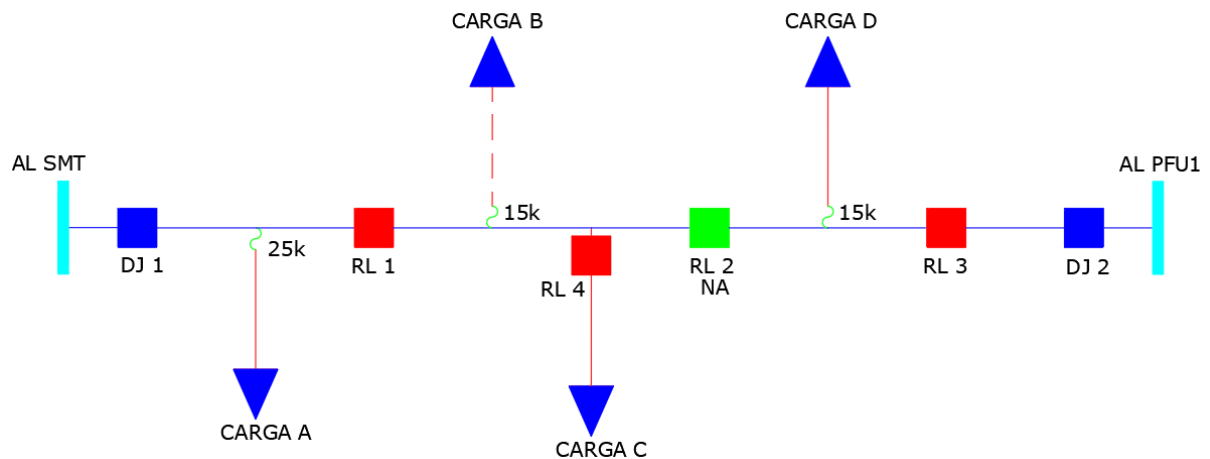 CARGA B
CARGA D
AL SMT
AL PFU1
15k
15k
25k
DJ 1
RL 1
RL 4
RL 2
NA
RL 3
DJ 2
CARGA A
CARGA C